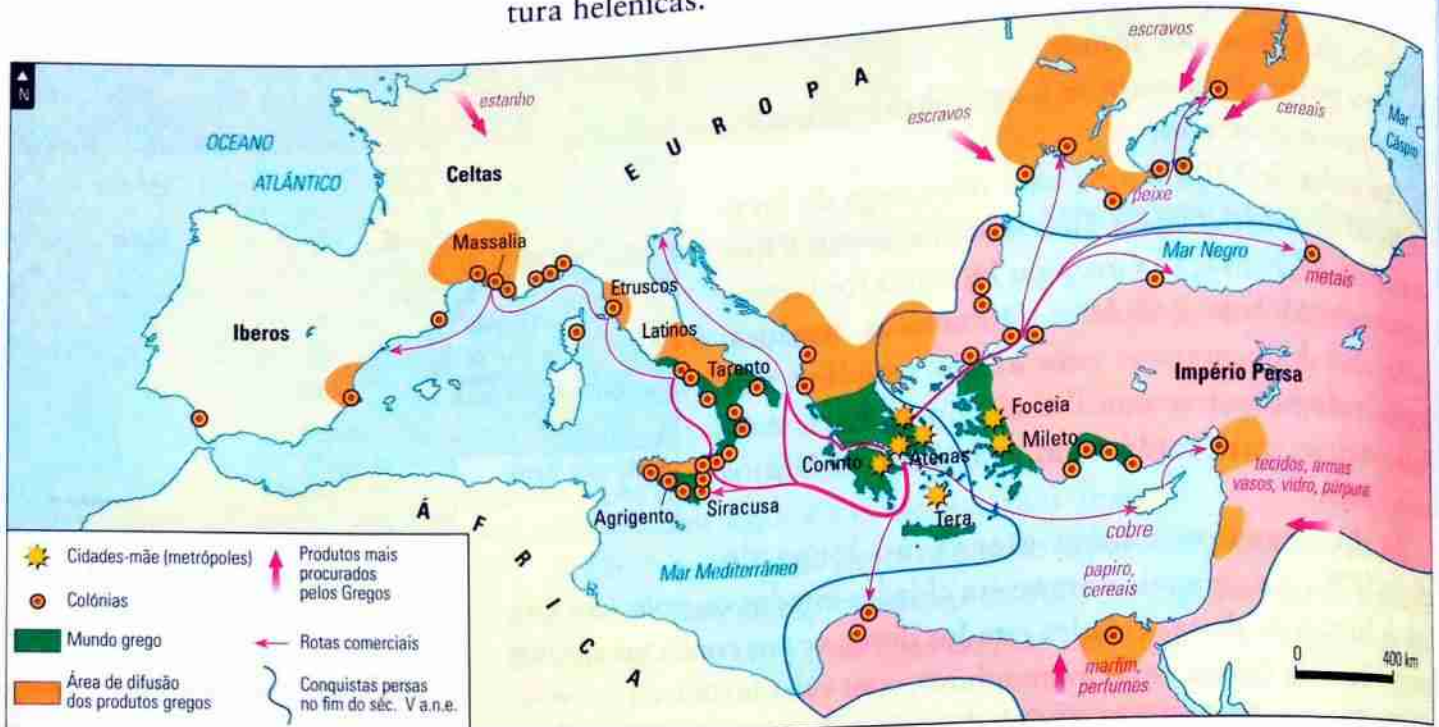 tura helénicas.
N
OCEANO
ATLÂNTICO
estanho
Celtas
EUROPA
escravos
escravos
cereais
Mar
Cáspio
peixe
Mar Negro
metais
Massalia
Etruscos
Latinos
Iberos
Tarento
Império Persa
Foceia
Mileto
Corinto
Atenas
Agrigento
Siracusa
Tera
ÁFRICA
Mar Mediterrâneo
cobre
papiro,
cereais
tecidos, armas
vasos, vidro, púrpura
marfim,
perfumes
0 400 km
Cidades-mãe (metrópoles)
Colónias
Mundo grego
Área de difusão
dos produtos gregos
Produtos mais
procurados
pelos Gregos
Rotas comerciais
Conquistas persas
no fim do séc. V a.n.e.